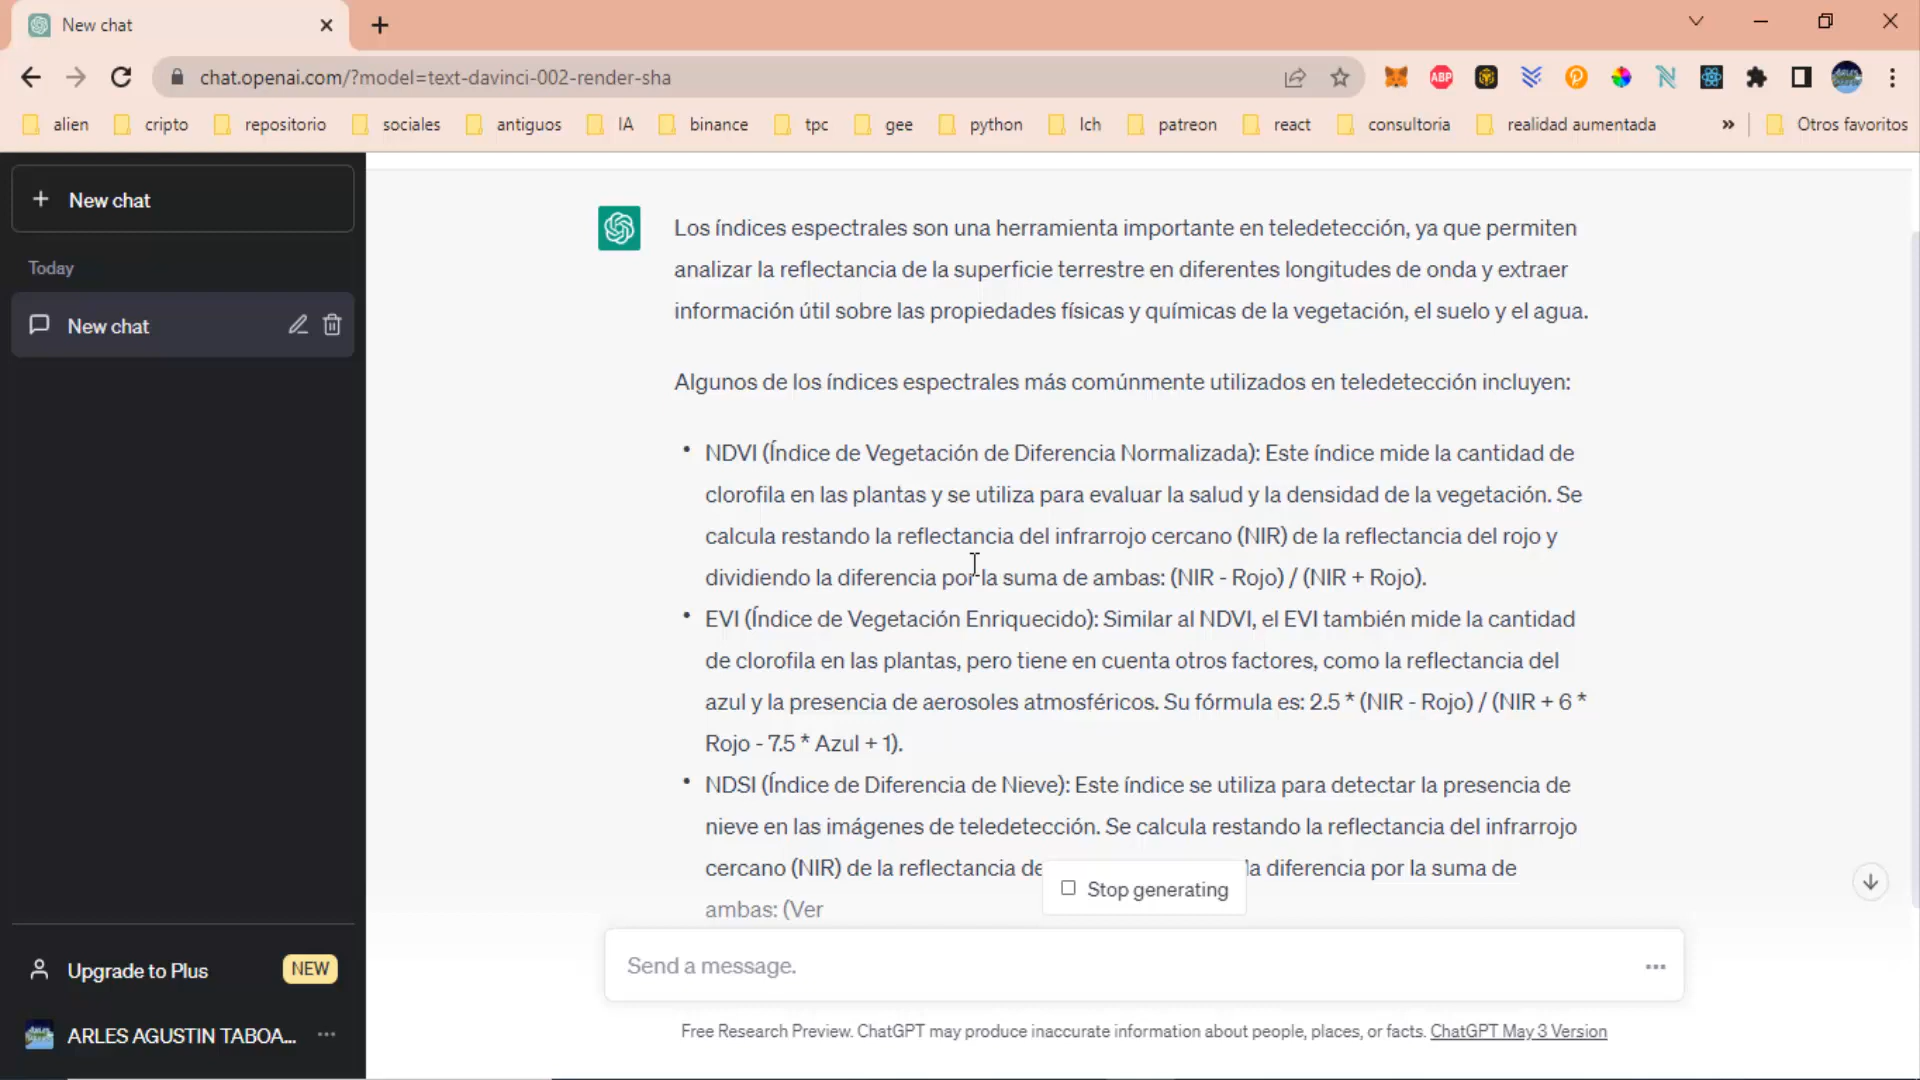 New chat
chat.openai.com/?model=text-davinci-002-render-sha
ABP
alien
cripto
repositorio
sociales
antiguos
IA
binance
tpc
gee
python
lch
patreon
react
consultoria
realidad aumentada
»
Otros favoritos
New chat
Today
New chat
Los índices espectrales son una herramienta importante en teledetección, ya que permiten
analizar la reflectancia de la superficie terrestre en diferentes longitudes de onda y extraer
información útil sobre las propiedades físicas y químicas de la vegetación, el suelo y el agua.
Algunos de los índices espectrales más comúnmente utilizados en teledetección incluyen:
• NDVI (Índice de Vegetación de Diferencia Normalizada): Este índice mide la cantidad de
clorofila en las plantas y se utiliza para evaluar la salud y la densidad de la vegetación. Se
calcula restando la reflectancia del infrarrojo cercano (NIR) de la reflectancia del rojo y
dividiendo la diferencia por la suma de ambas: (NIR - Rojo) / (NIR + Rojo).
• EVI (Índice de Vegetación Enriquecido): Similar al NDVI, el EVI también mide la cantidad
de clorofila en las plantas, pero tiene en cuenta otros factores, como la reflectancia del
azul y la presencia de aerosoles atmosféricos. Su fórmula es: 2.5 * (NIR - Rojo) / (NIR + 6 *
Rojo - 7.5 * Azul + 1).
• NDSI (Índice de Diferencia de Nieve): Este índice se utiliza para detectar la presencia de
nieve en las imágenes de teledetección. Se calcula restando la reflectancia del infrarrojo
cercano (NIR) de la reflectancia de la diferencia por la suma de
ambas: (Ver
Stop generating
Send a message.
Upgrade to Plus
NEW
ARLES AGUSTIN TABOA...
Free Research Preview. ChatGPT may produce inaccurate information about people, places, or facts. ChatGPT May 3 Version